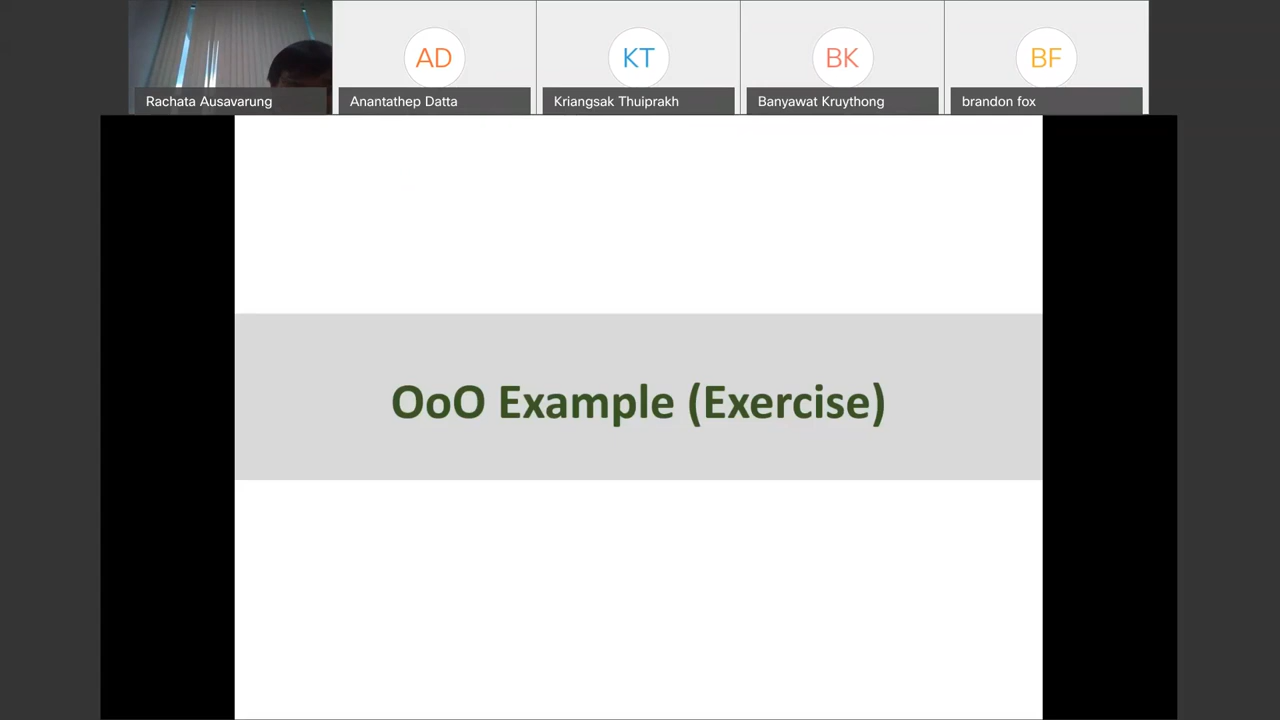 AD
KT
BK
BF
Rachata Ausavarung
Anantathep Datta
Kriangsak Thuiprakh
Banyawat Kruythong
brandon fox
OoO Example (Exercise)